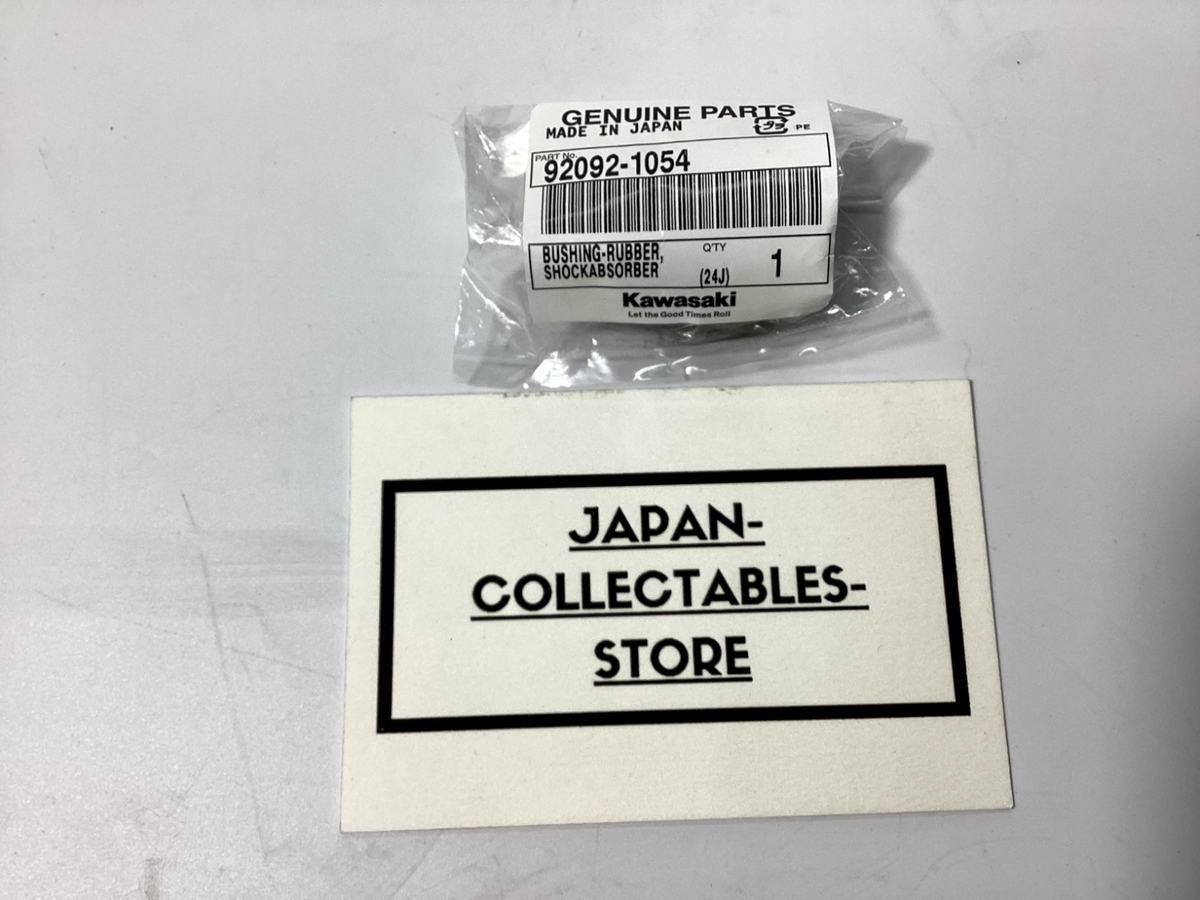 GENUINE PARTS
MADE IN JAPAN
PE
PART No.
92092-1054
BUSHING-RUBBER,
SHOCKABSORBER
Q'TY
(24J)
1
Kawasaki
Let the Good Times Roll
JAPAN-
COLLECTABLES-
STORE